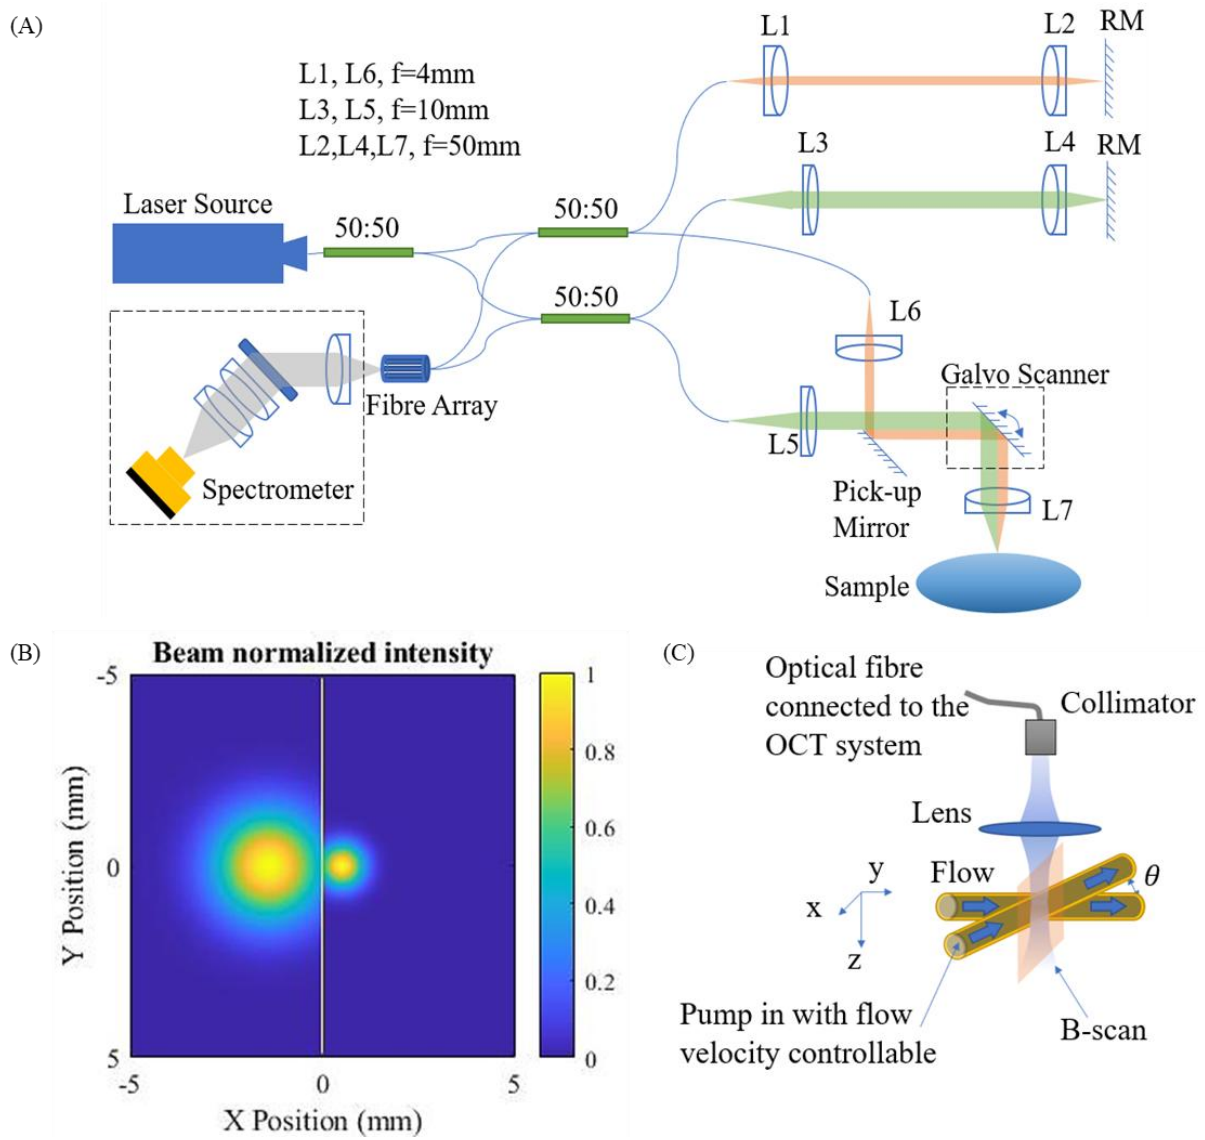 (A)
L1
L2
RM
L1, L6, f=4mm
L3, L5, f=10mm
L2,L4,L7, f=50mm
L3
L4
RM
Laser Source
50:50
50:50
50:50
L6
Fibre Array
Galvo Scanner
L5
Spectrometer
Pick-up
Mirror
L7
Sample
(B)
Beam normalized intensity
-5
0
5
-5
0
5
Y Position (mm)
X Position (mm)
1
0.8
0.6
0.4
0.2
0
(C)
Optical fibre
connected to the
OCT system
Collimator
Lens
Flow
θ
y
x
z
Pump in with flow
velocity controllable
B-scan